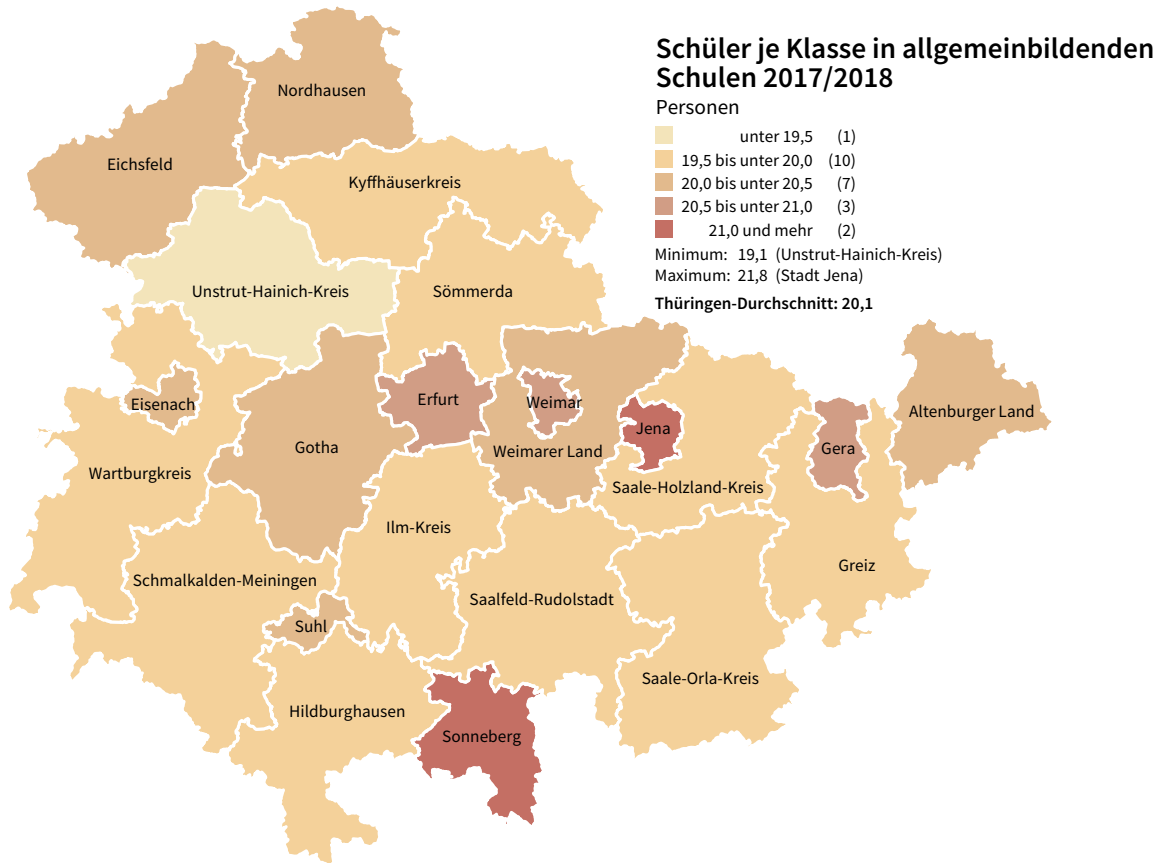 Schüler je Klasse in allgemeinbildenden
Schulen 2017/2018
Personen
unter 19,5 (1)
19,5 bis unter 20,0 (10)
20,0 bis unter 20,5 (7)
20,5 bis unter 21,0 (3)
21,0 und mehr (2)
Minimum: 19,1 (Unstrut-Hainich-Kreis)
Maximum: 21,8 (Stadt Jena)
Thüringen-Durchschnitt: 20,1
Nordhausen
Eichsfeld
Kyffhäuserkreis
Unstrut-Hainich-Kreis
Sömmerda
Eisenach
Erfurt
Weimar
Altenburger Land
Jena
Gotha
Weimarer Land
Gera
Wartburgkreis
Saale-Holzland-Kreis
Ilm-Kreis
Greiz
Schmalkalden-Meiningen
Saalfeld-Rudolstadt
Suhl
Saale-Orla-Kreis
Hildburghausen
Sonneberg